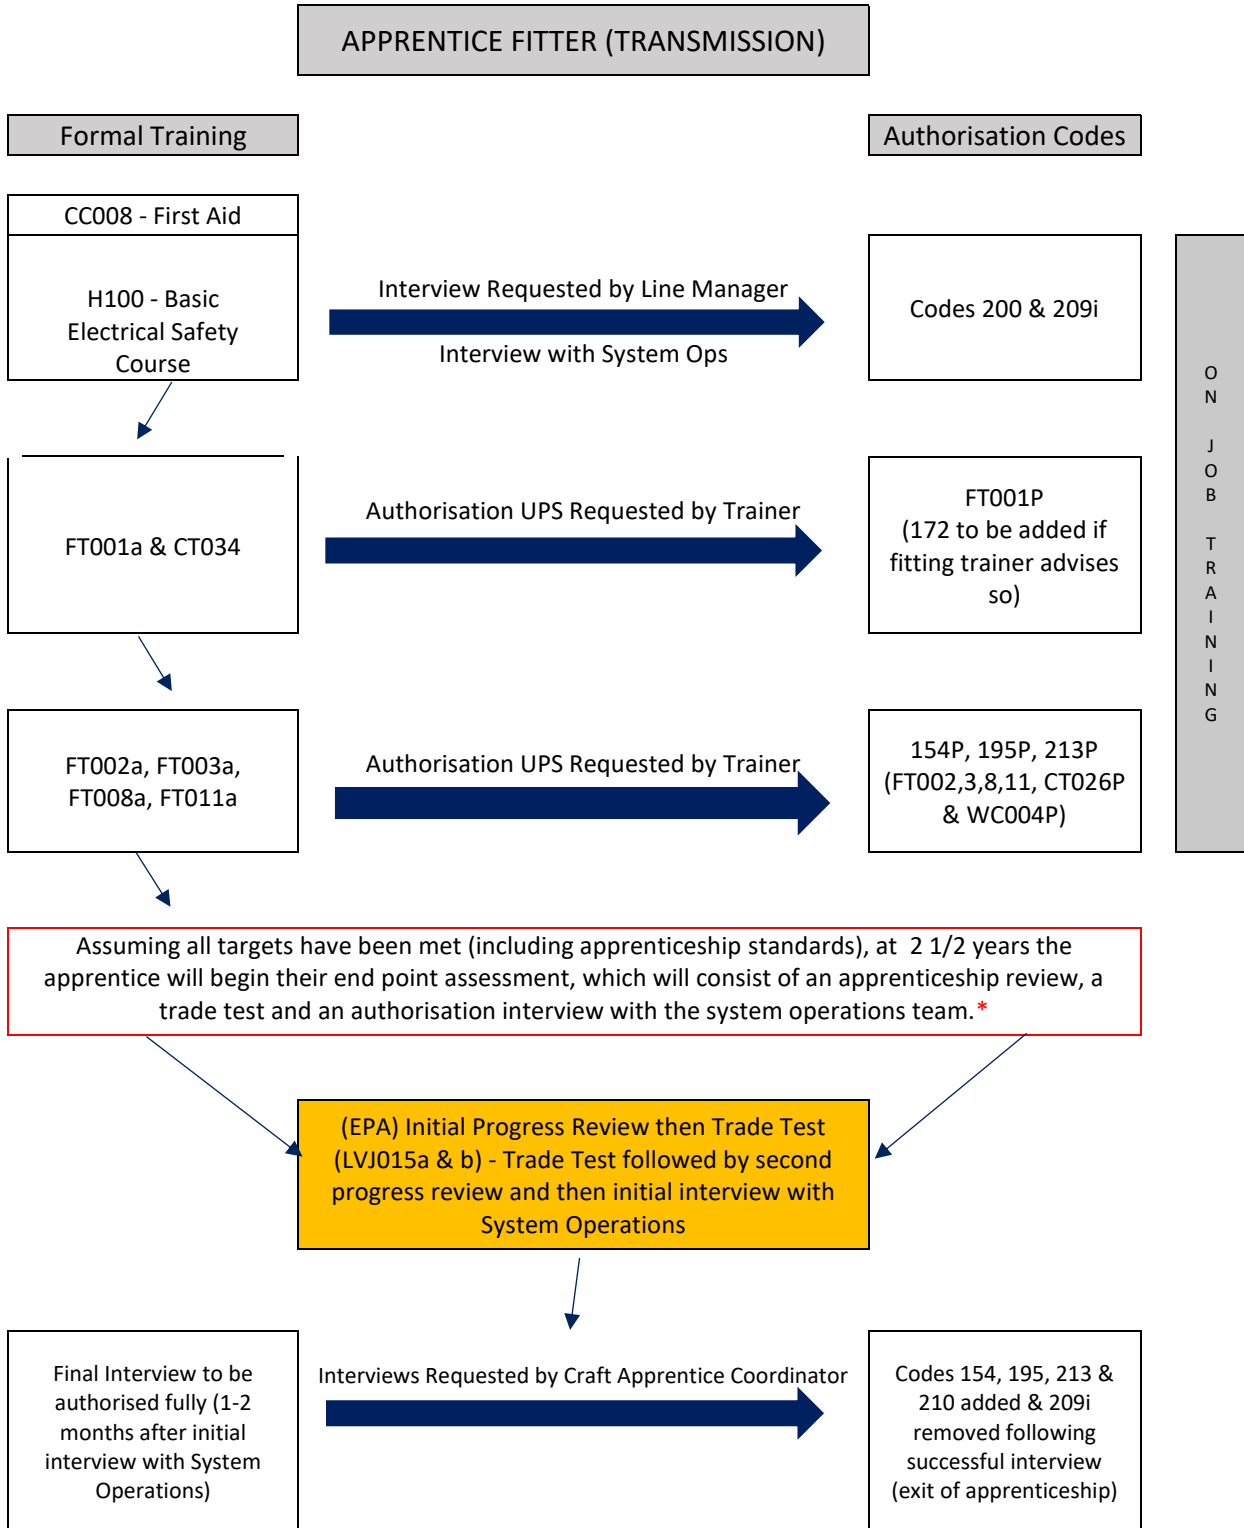 APPRENTICE FITTER (TRANSMISSION)
Formal Training
Authorisation Codes
CC008 - First Aid
H100 - Basic
Electrical Safety
Course
Interview Requested by Line Manager
Interview with System Ops
Codes 200 & 209i
FT001a & CT034
Authorisation UPS Requested by Trainer
FT001P
(172 to be added if
fitting trainer advises
so)
FT002a, FT003a,
FT008a, FT011a
Authorisation UPS Requested by Trainer
154P, 195P, 213P
(FT002,3,8,11, CT026P
& WC004P)
ON JOB TRAINING
Assuming all targets have been met (including apprenticeship standards), at 2 1/2 years the
apprentice will begin their end point assessment, which will consist of an apprenticeship review, a
trade test and an authorisation interview with the system operations team.*
(EPA) Initial Progress Review then Trade Test
(LVJ015a & b) - Trade Test followed by second
progress review and then initial interview with
System Operations
Final Interview to be
authorised fully (1-2
months after initial
interview with System
Operations)
Interviews Requested by Craft Apprentice Coordinator
Codes 154, 195, 213 &
210 added & 209i
removed following
successful interview
(exit of apprenticeship)